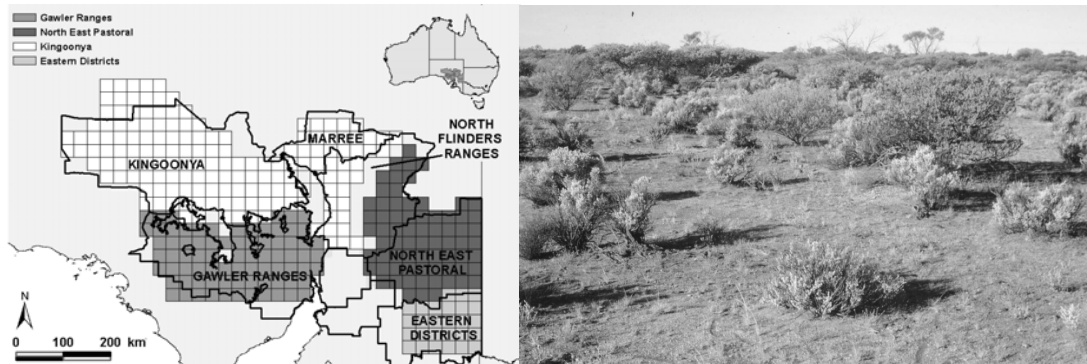 Gawler Ranges
North East Pastoral
Kingoonya
Eastern Districts
MARREE
NORTH
FLINDERS
RANGES
KINGOONYA
NORTH EAST
PASTORAL
GAWLER RANGES
EASTERN
DISTRICTS
N
0 100 200 km